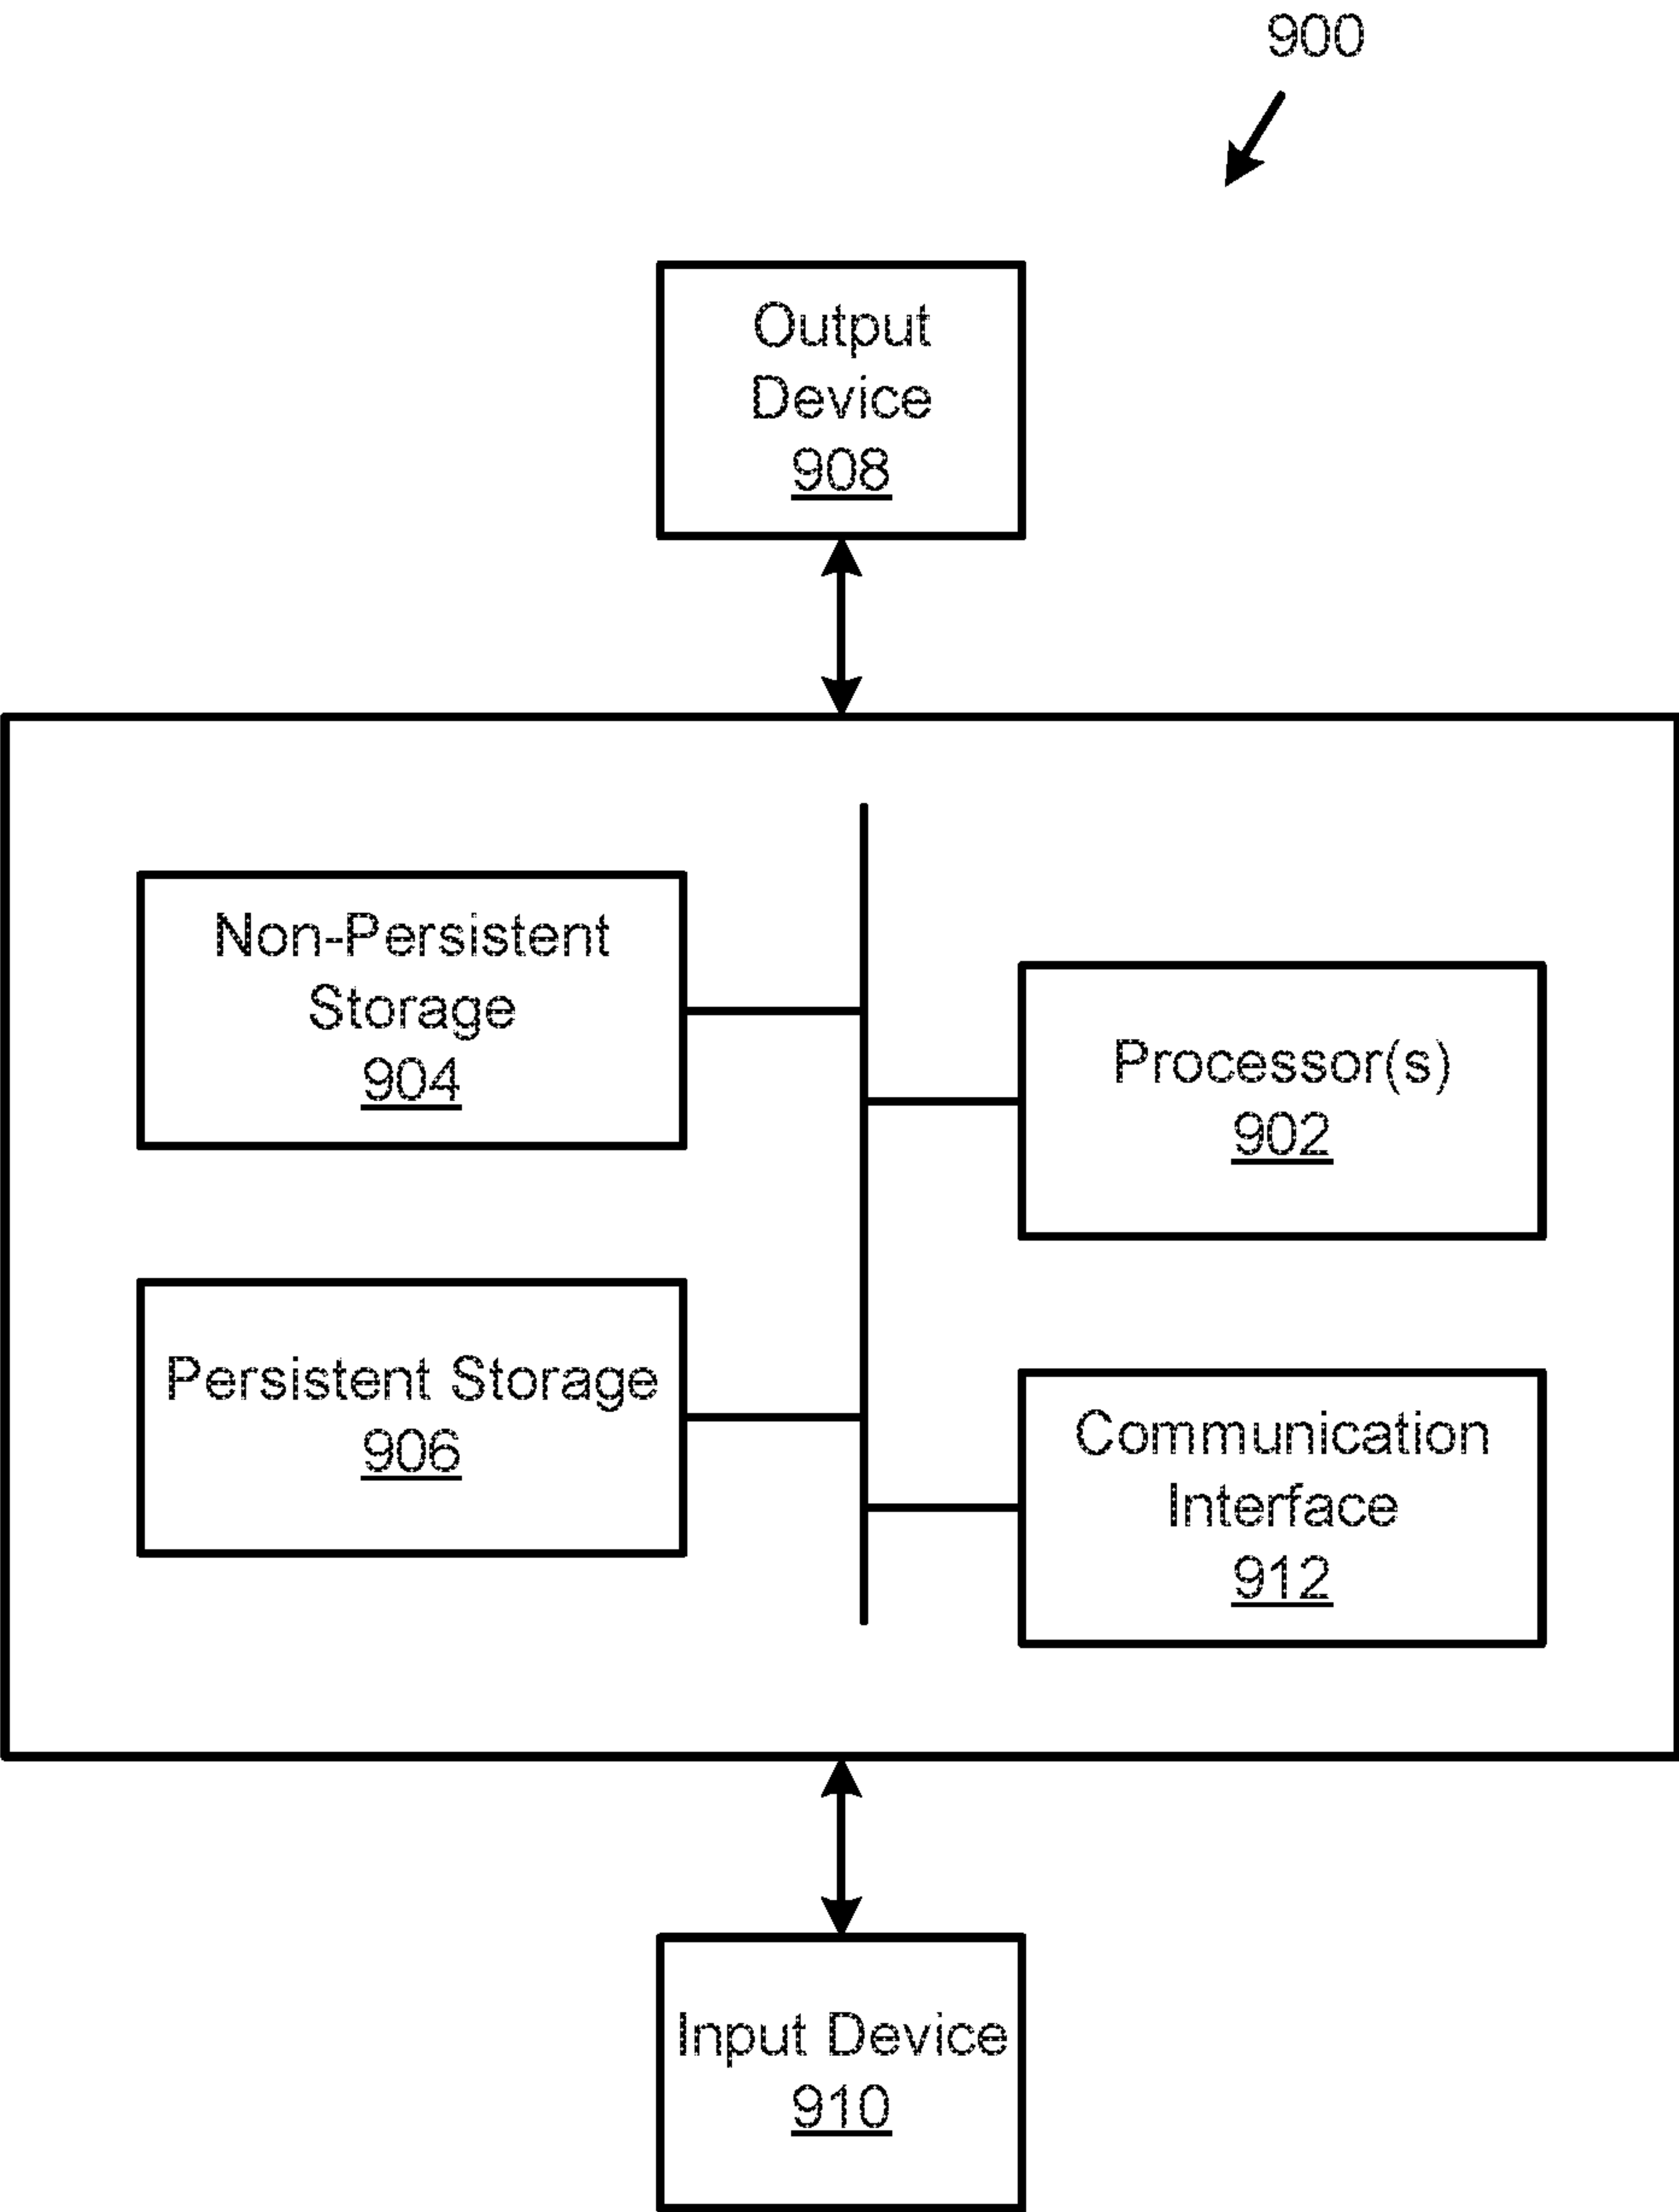 900
Output
Device
908
Non-Persistent
Storage
904
Processor(s)
902
Persistent Storage
906
Communication
Interface
912
Input Device
910